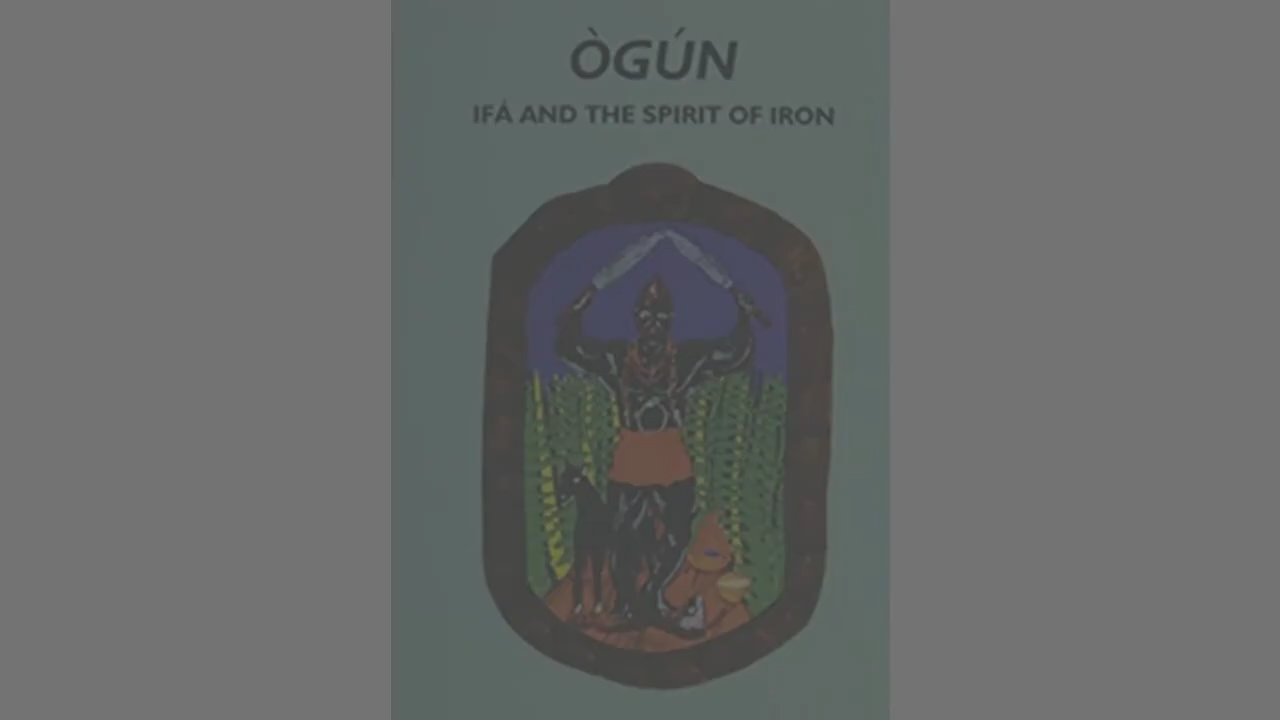 ÒGÚN
IFÁ AND THE SPIRIT OF IRON